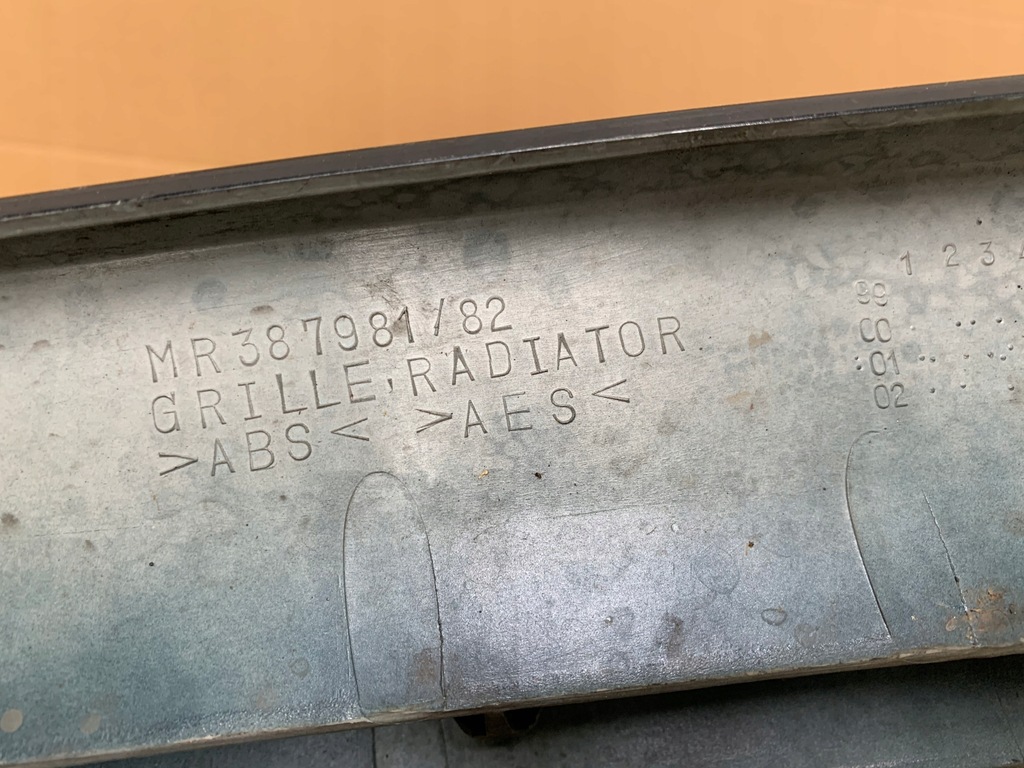 MR387981/82
GRILLE,RADIATOR
>ABS< >AES<
1 2 3
99
00
01
02